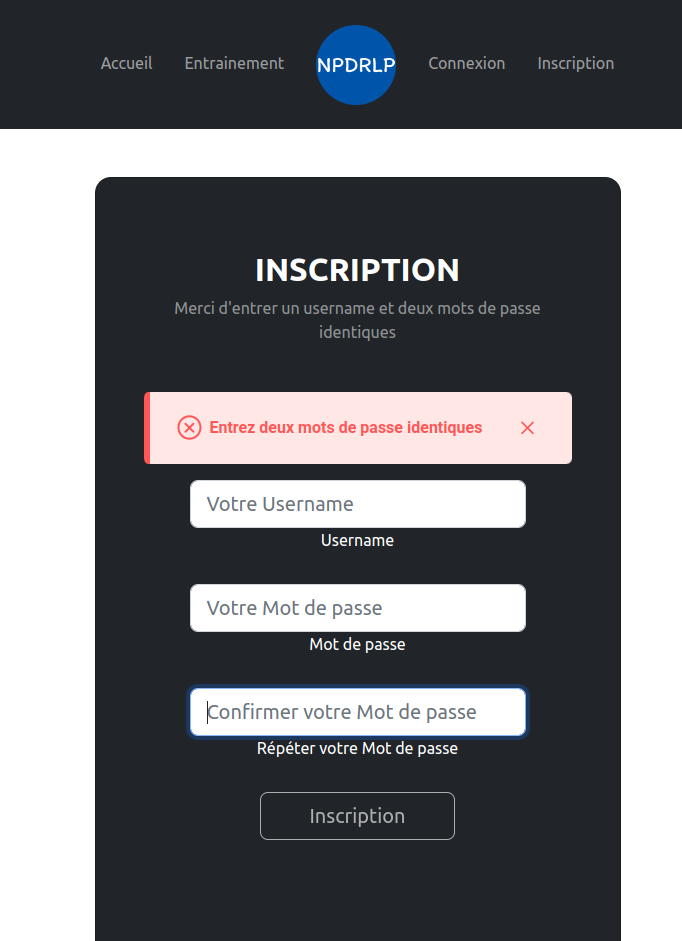 Accueil Entrainement NPDRLP Connexion Inscription
INSCRIPTION
Merci d'entrer un username et deux mots de passe
identiques
Entrez deux mots de passe identiques
Votre Username
Username
Votre Mot de passe
Mot de passe
Confirmer votre Mot de passe
Répéter votre Mot de passe
Inscription